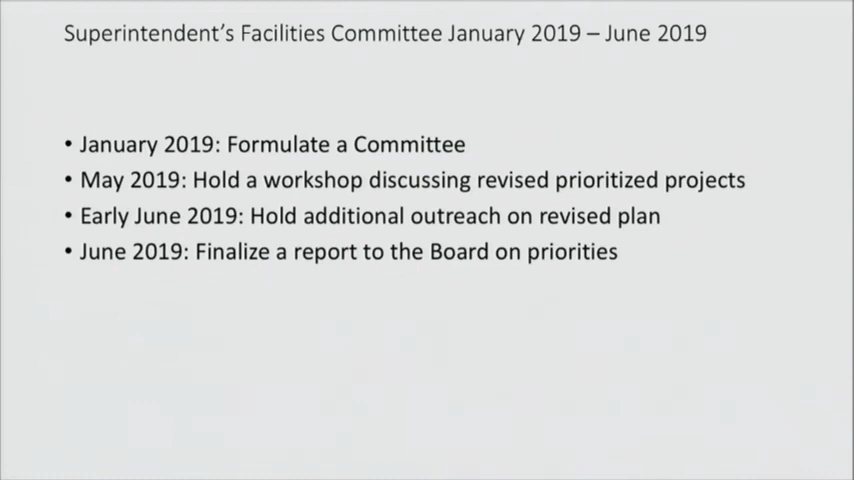 Superintendent's Facilities Committee January 2019 – June 2019
• January 2019: Formulate a Committee
• May 2019: Hold a workshop discussing revised prioritized projects
• Early June 2019: Hold additional outreach on revised plan
• June 2019: Finalize a report to the Board on priorities